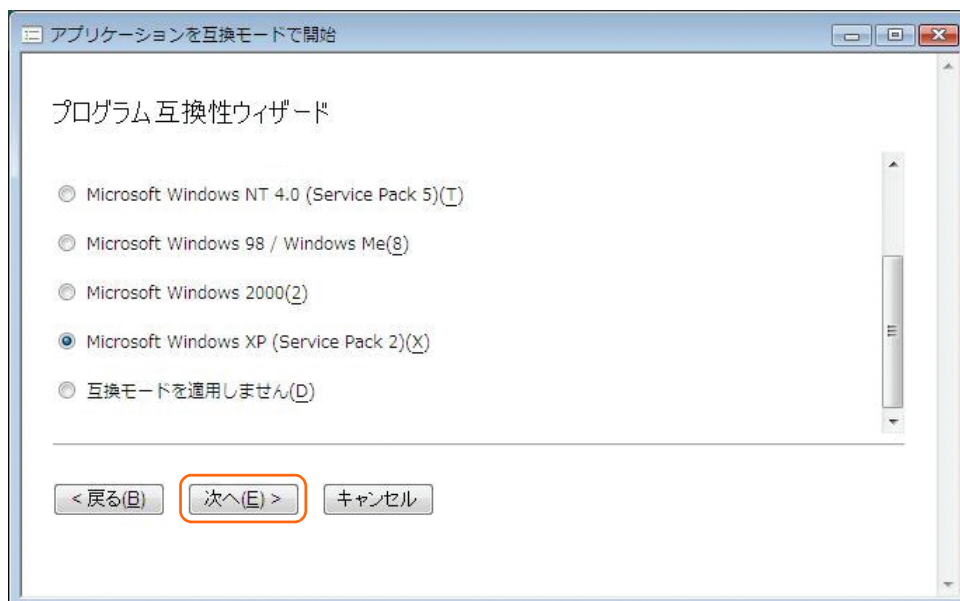 アプリケーションを互換モードで開始
プログラム互換性ウィザード
Microsoft Windows NT 4.0 (Service Pack 5)(T)
Microsoft Windows 98 / Windows Me(8)
Microsoft Windows 2000(2)
Microsoft Windows XP (Service Pack 2)(X)
互換モードを適用しません(D)
< 戻る(B) 次へ(E) > キャンセル